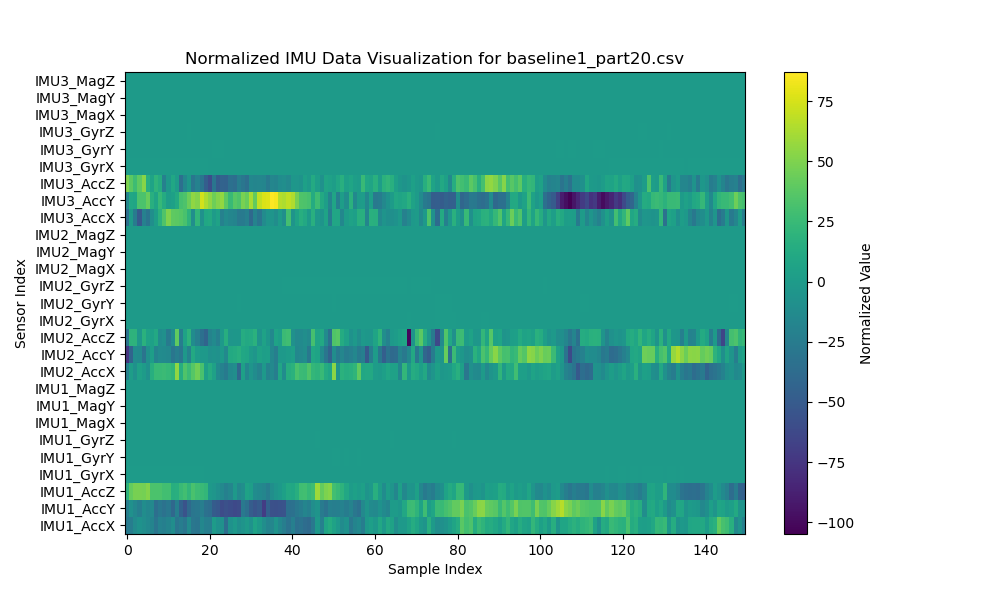 Normalized IMU Data Visualization for baseline1_part20.csv
IMU3_MagZ
IMU3_MagY
IMU3_MagX
IMU3_GyrZ
IMU3_GyrY
IMU3_GyrX
IMU3_AccZ
IMU3_AccY
IMU3_AccX
IMU2_MagZ
IMU2_MagY
IMU2_MagX
IMU2_GyrZ
IMU2_GyrY
IMU2_GyrX
IMU2_AccZ
IMU2_AccY
IMU2_AccX
IMU1_MagZ
IMU1_MagY
IMU1_MagX
IMU1_GyrZ
IMU1_GyrY
IMU1_GyrX
IMU1_AccZ
IMU1_AccY
IMU1_AccX
Sensor Index
0 20 40 60 80 100 120 140
Sample Index
75
50
25
0
−25
−50
−75
−100
Normalized Value